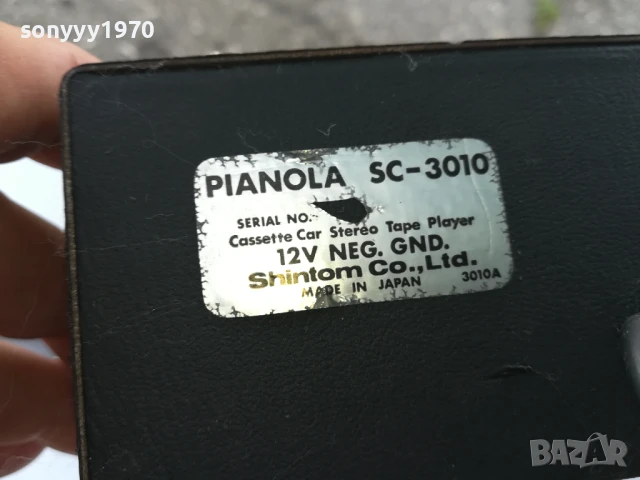 sonyyy1970
PIANOLA SC-3010
SERIAL NO.
Cassette Car Stereo Tape Player
12V NEG. GND.
Shintom Co.,Ltd.
MADE IN JAPAN 3010A
BAZAR